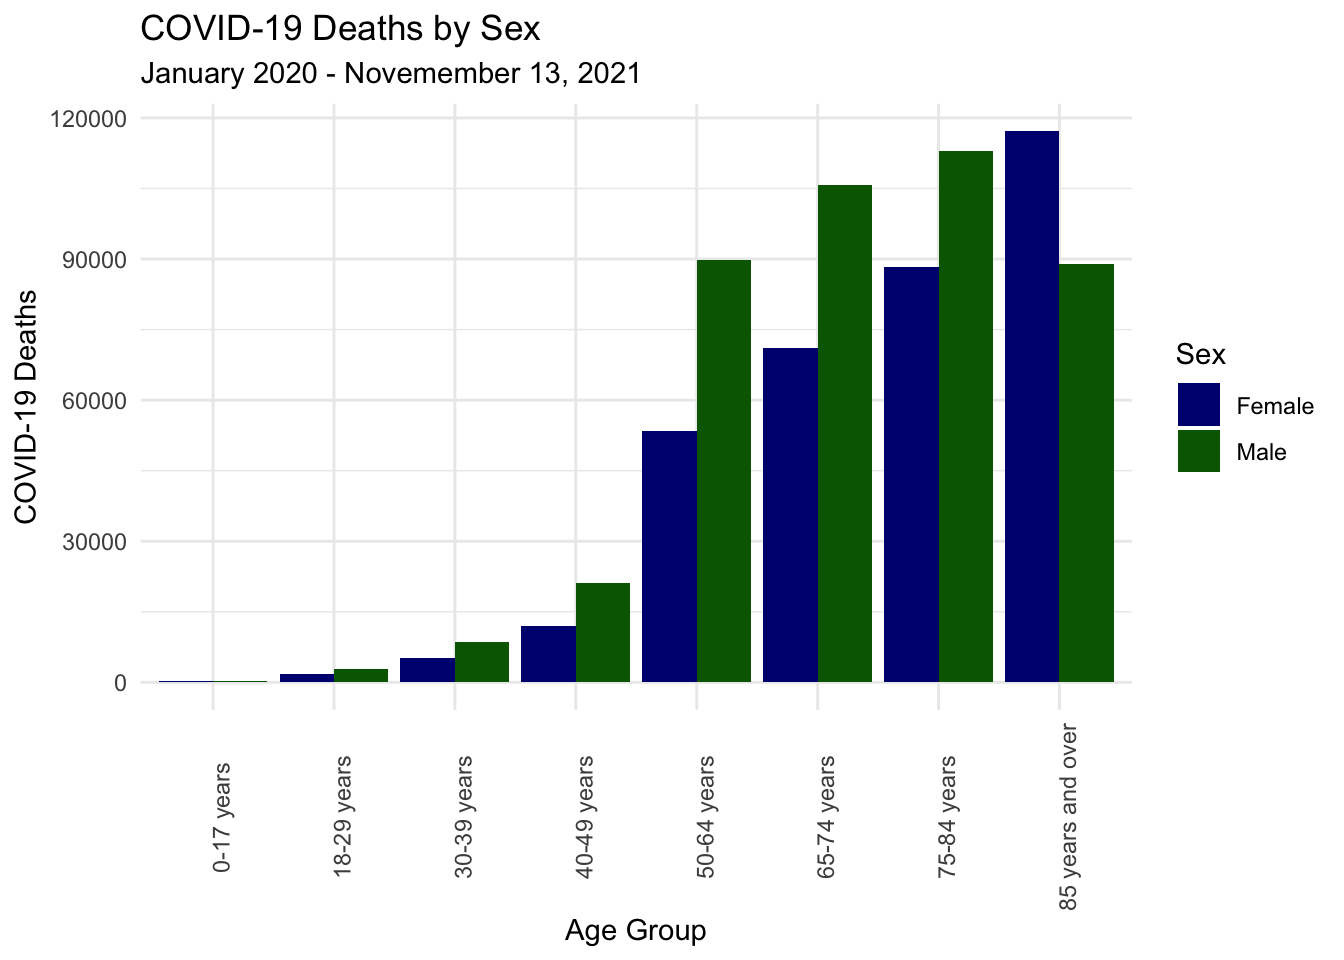 COVID-19 Deaths by Sex
January 2020 - Novemember 13, 2021
COVID-19 Deaths
120000
90000
60000
30000
0
0-17 years
18-29 years
30-39 years
40-49 years
50-64 years
65-74 years
75-84 years
85 years and over
Age Group
Sex
Female
Male